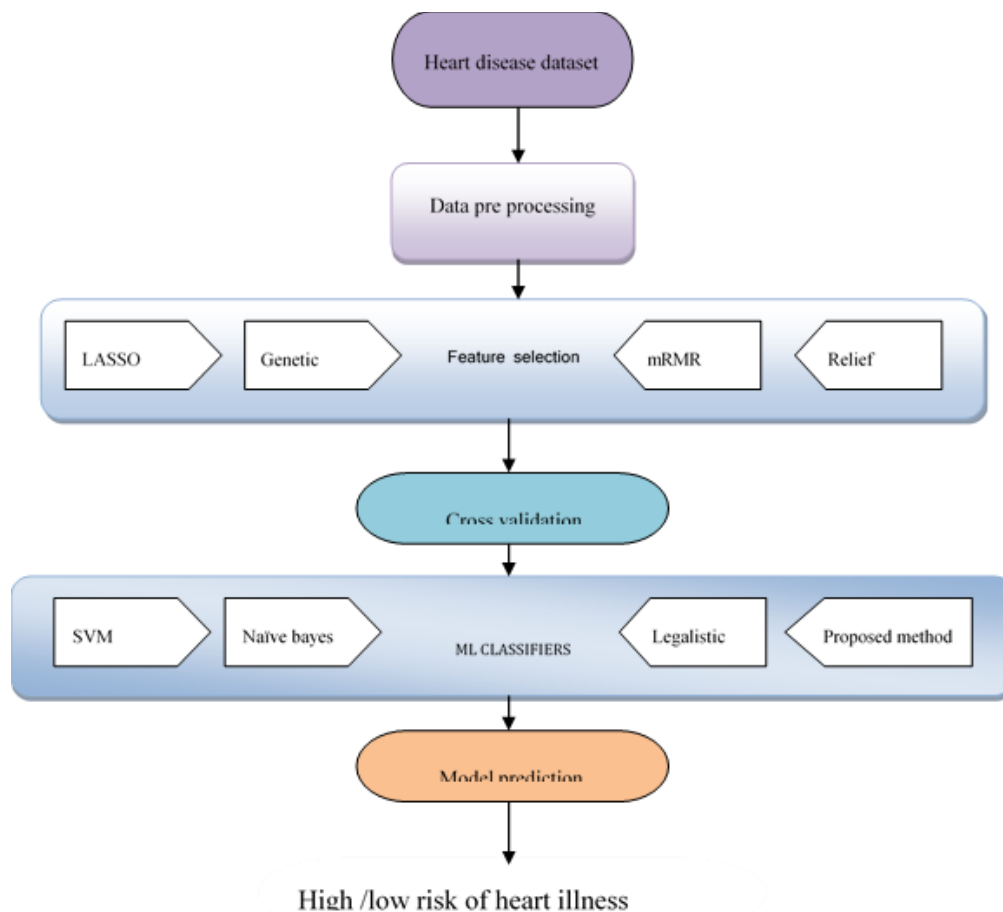 Heart disease dataset
Data pre processing
LASSO
Genetic
Feature selection
mRMR
Relief
Cross validation
SVM
Naïve bayes
ML CLASSIFIERS
Legalistic
Proposed method
Model prediction
High /low risk of heart illness